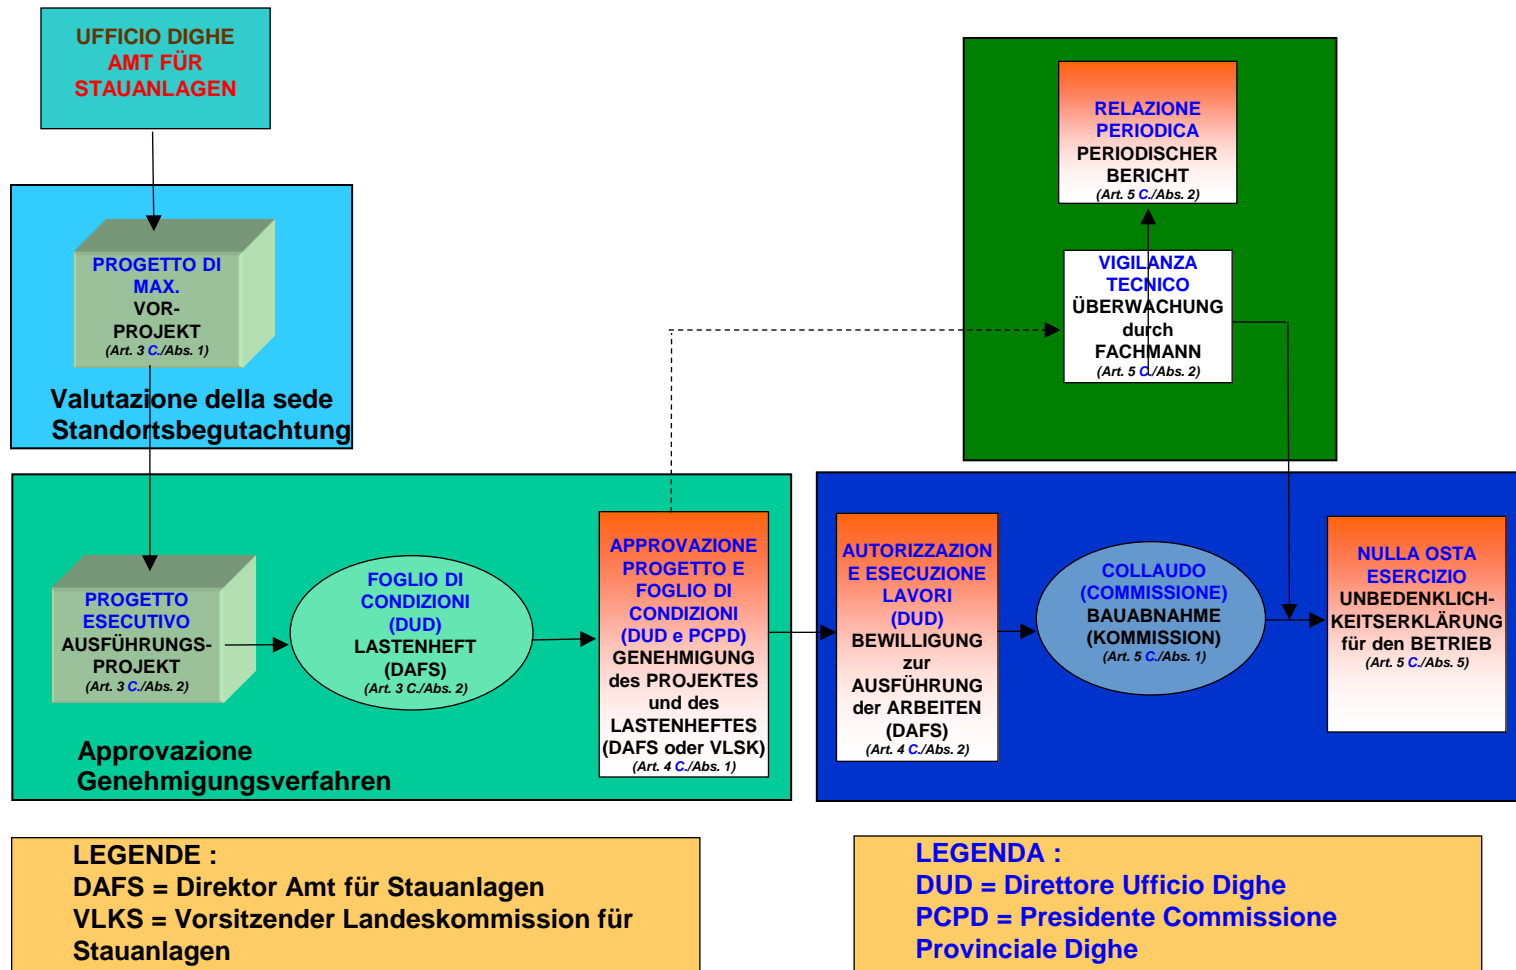 UFFICIO DIGHE
AMT FÜR
STAUANLAGEN
PROGETTO DI
MAX.
VOR-
PROJEKT
(Art. 3 C./Abs. 1)
Valutazione della sede
Standortsbegutachtung
RELAZIONE
PERIODICA
PERIODISCHER
BERICHT
(Art. 5 C./Abs. 2)
VIGILANZA
TECNICO
ÜBERWACHUNG
durch
FACHMANN
(Art. 5 C./Abs. 2)
PROGETTO
ESECUTIVO
AUSFÜHRUNGS-
PROJEKT
(Art. 3 C./Abs. 2)
FOGLIO DI
CONDIZIONI
(DUD)
LASTENHEFT
(DAFS)
(Art. 3 C./Abs. 2)
APPROVAZIONE
PROGETTO E
FOGLIO DI
CONDIZIONI
(DUD e PCPD)
GENEHMIGUNG
des PROJEKTES
und des
LASTENHEFTES
(DAFS oder VLSK)
(Art. 4 C./Abs. 1)
Approvazione
Genehmigungsverfahren
AUTORIZZAZION
E ESECUZIONE
LAVORI
(DUD)
BEWILLIGUNG
zur
AUSFÜHRUNG
der ARBEITEN
(DAFS)
(Art. 4 C./Abs. 2)
COLLAUDO
(COMMISSIONE)
BAUABNAHME
(KOMMISSION)
(Art. 5 C./Abs. 1)
NULLA OSTA
ESERCIZIO
UNBEDENKLICH-
KEITSERKLÄRUNG
für den BETRIEB
(Art. 5 C./Abs. 5)
LEGENDE :
DAFS = Direktor Amt für Stauanlagen
VLKS = Vorsitzender Landeskommission für
Stauanlagen
LEGENDA :
DUD = Direttore Ufficio Dighe
PCPD = Presidente Commissione
Provinciale Dighe